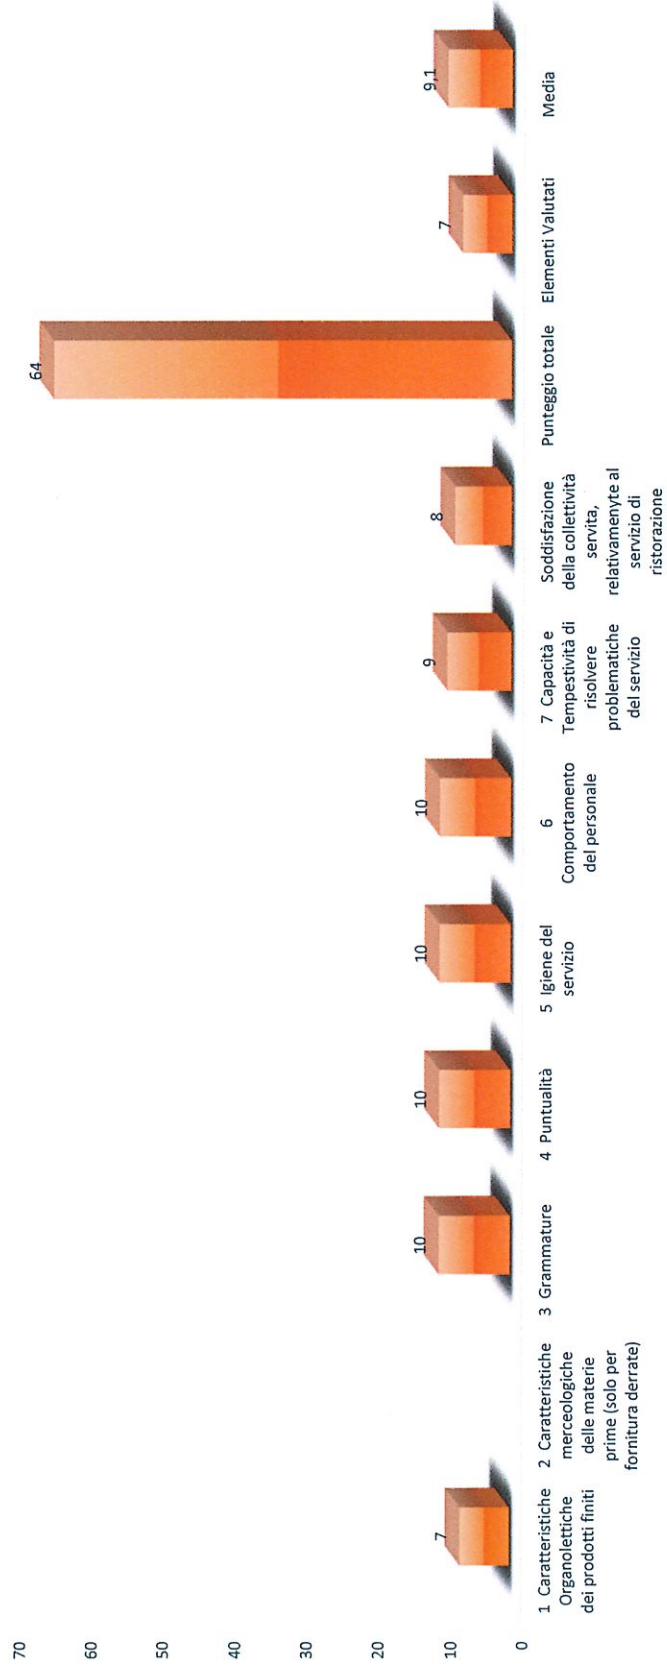 70
60
50
40
30
20
10
0
7
10
10
10
10
9
8
64
7
9,1
1 Caratteristiche
Organolettiche
dei prodotti finiti
2 Caratteristiche
merceologiche
delle materie
prime (solo per
fornitura derrate)
3 Grammature
4 Puntualità
5 Igiene del
servizio
6
Comportamento
del personale
7 Capacità e
Tempestività di
risolvere
problematiche
del servizio
Soddisfazione
della collettività
servita,
relativamenyte al
servizio di
ristorazione
Punteggio totale
Elementi Valutati
Media